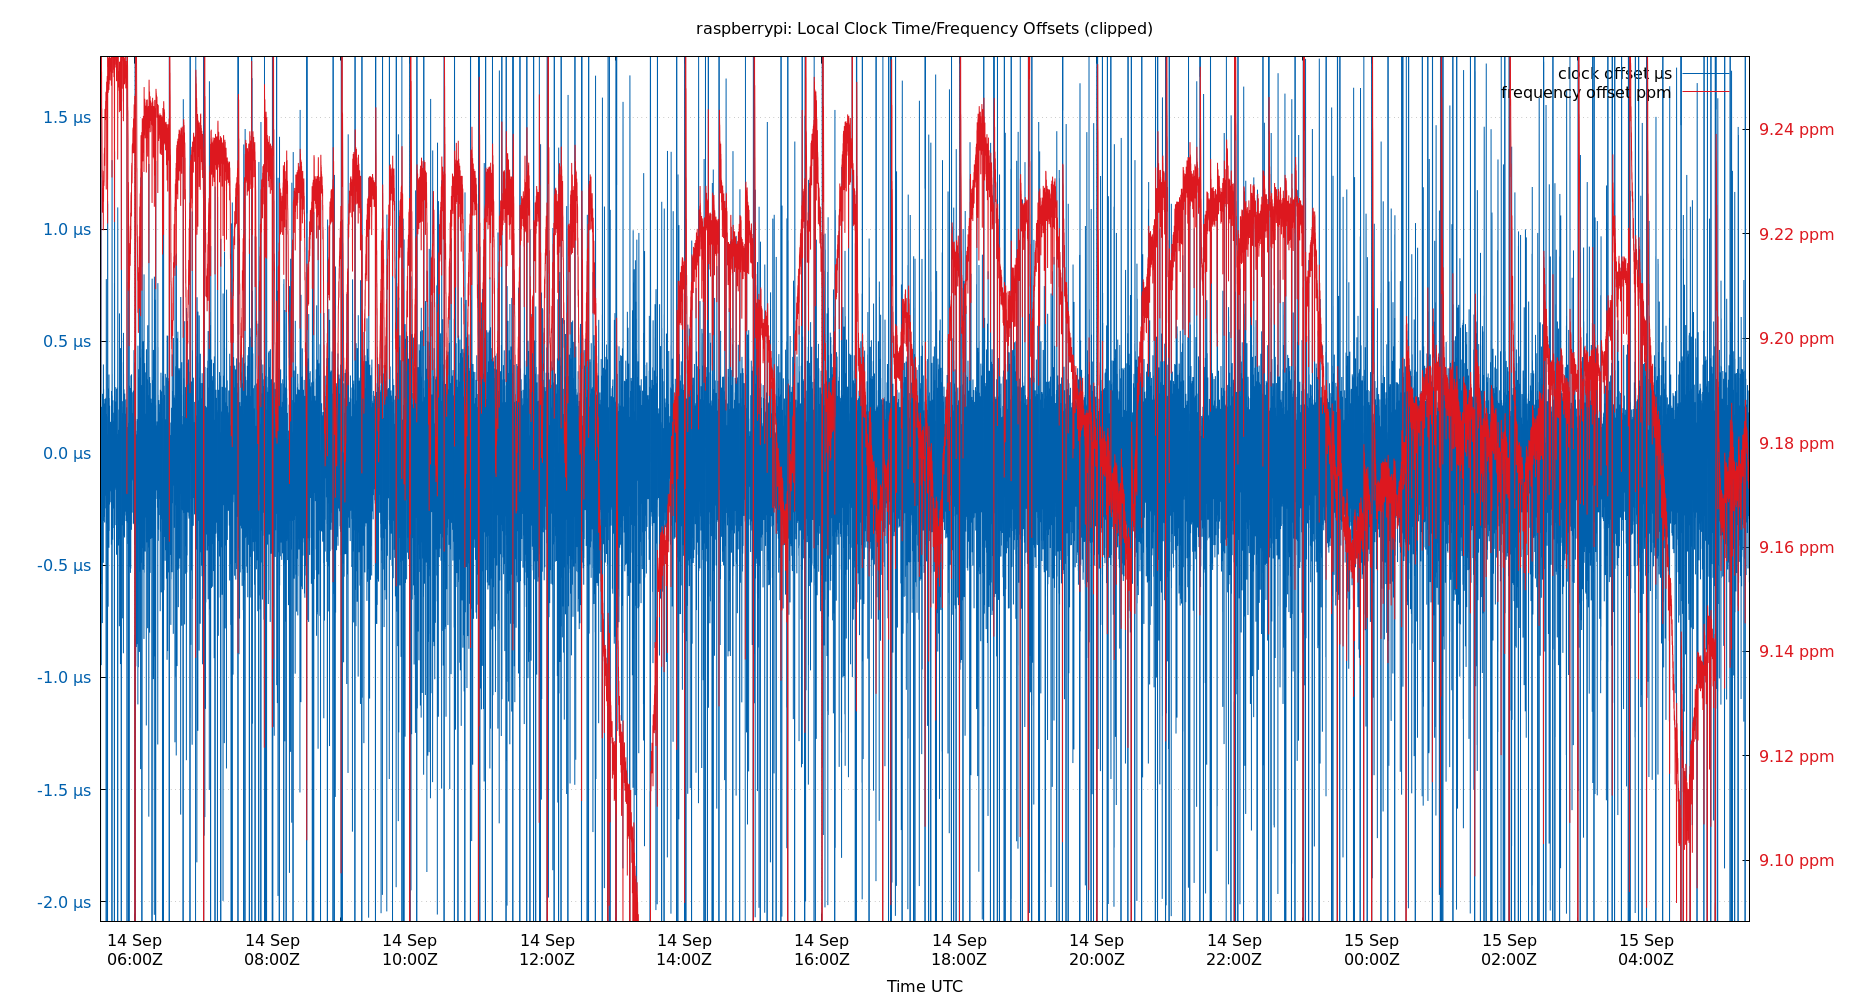 raspberrypi: Local Clock Time/Frequency Offsets (clipped)
clock offset µs
frequency offset ppm
1.5 µs
1.0 µs
0.5 µs
0.0 µs
-0.5 µs
-1.0 µs
-1.5 µs
-2.0 µs
9.24 ppm
9.22 ppm
9.20 ppm
9.18 ppm
9.16 ppm
9.14 ppm
9.12 ppm
9.10 ppm
14 Sep 14 Sep 14 Sep 14 Sep 14 Sep 14 Sep 14 Sep 14 Sep 14 Sep 15 Sep 15 Sep 15 Sep
06:00Z 08:00Z 10:00Z 12:00Z 14:00Z 16:00Z 18:00Z 20:00Z 22:00Z 00:00Z 02:00Z 04:00Z
Time UTC